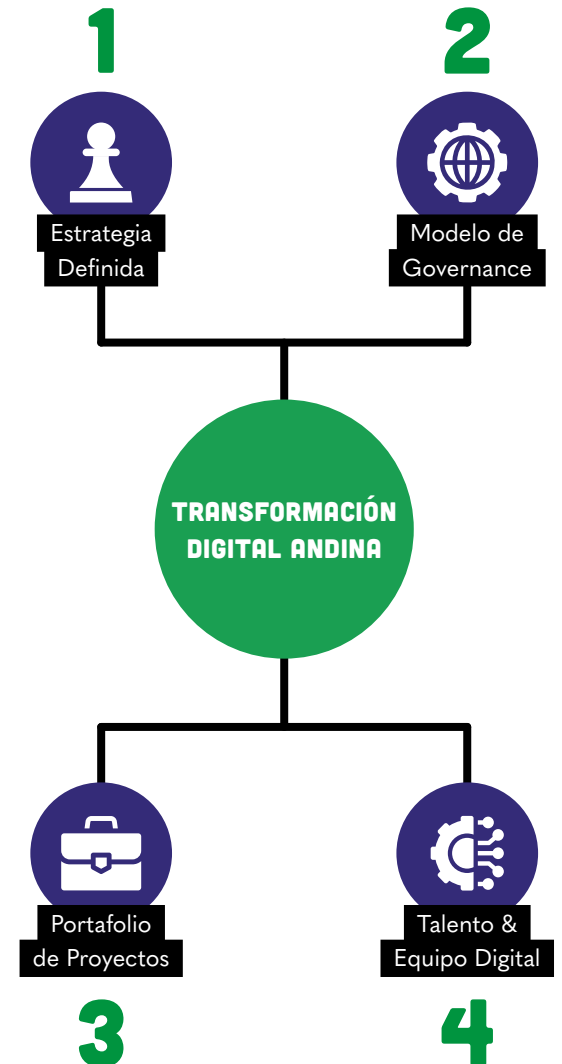 1
2
Estrategia
Definida
Modelo de
Governance
TRANSFORMACIÓN
DIGITAL ANDINA
Portafolio
de Proyectos
Talento &
Equipo Digital
3
4